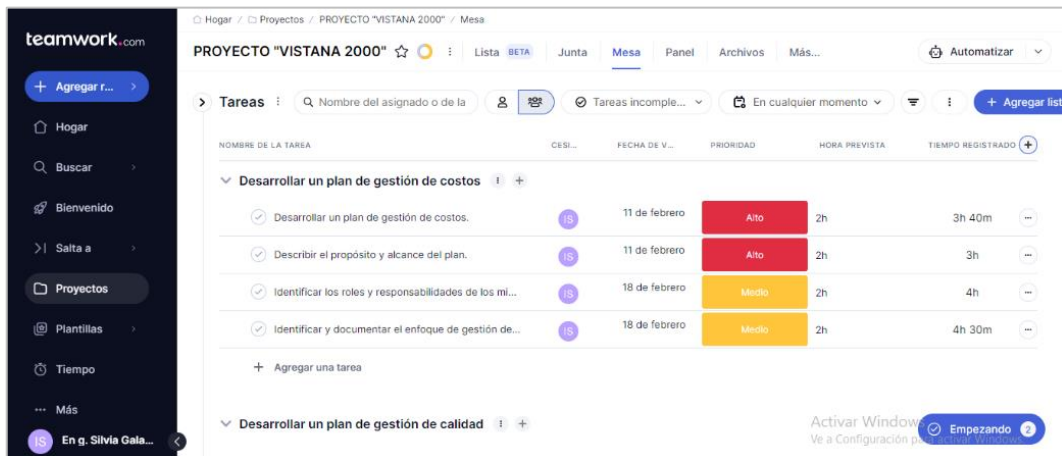 teamwork.com
Agregar r...
Hogar
Buscar
Bienvenido
Salta a
Proyectos
Plantillas
Tiempo
Más
En g. Silvia Gala...
IS
Hogar / Proyectos / PROYECTO "VISTANA 2000" / Mesa
PROYECTO "VISTANA 2000" Lista BETA Junta Mesa Panel Archivos Más... Automatizar
Tareas Nombre del asignado o de la Tareas incomple... En cualquier momento + Agregar list
NOMBRE DE LA TAREA CESI... FECHA DE V... PRIORIDAD HORA PREVISTA TIEMPO REGISTRADO
Desarrollar un plan de gestión de costos
Desarrollar un plan de gestión de costos. IS 11 de febrero Alto 2h 3h 40m
Describir el propósito y alcance del plan. IS 11 de febrero Alto 2h 3h
Identificar los roles y responsabilidades de los mi... IS 18 de febrero Medio 2h 4h
Identificar y documentar el enfoque de gestión de... IS 18 de febrero Medio 2h 4h 30m
+ Agregar una tarea
Desarrollar un plan de gestión de calidad
Activar Windows
Ve a Configuración para activar Windows.
Empezando 2